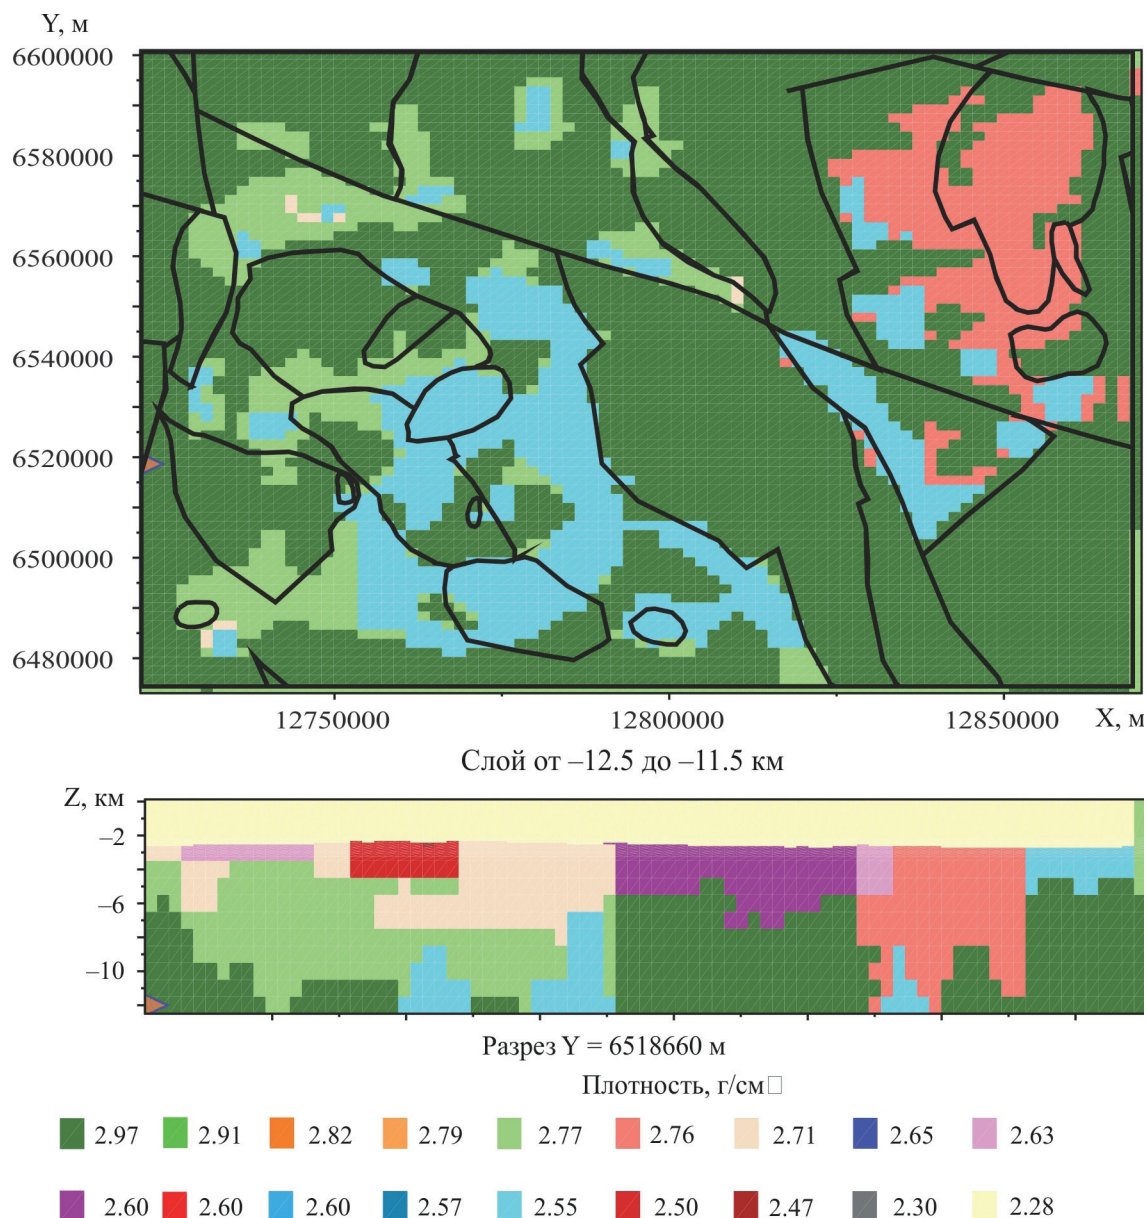 Y, м
6600000
6580000
6560000
6540000
6520000
6500000
6480000
12750000 12800000 12850000 X, м
Слой от –12.5 до –11.5 км
Z, км
–2
–6
–10
Разрез Y = 6518660 м
Плотность, г/см□
2.97 2.91 2.82 2.79 2.77 2.76 2.71 2.65 2.63
2.60 2.60 2.60 2.57 2.55 2.50 2.47 2.30 2.28